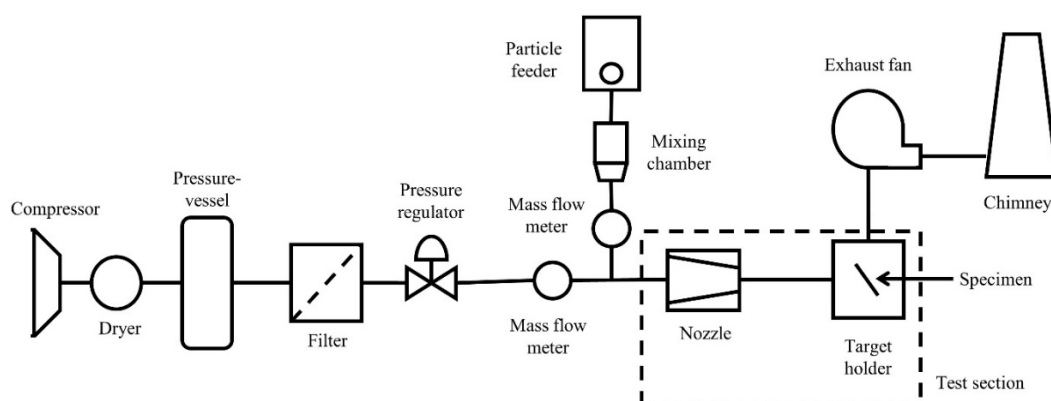 Particle
feeder
Exhaust fan
Mixing
chamber
Pressure-
vessel
Pressure
regulator
Compressor
Mass flow
meter
Chimney
Specimen
Dryer
Filter
Mass flow
meter
Nozzle
Target
holder
Test section